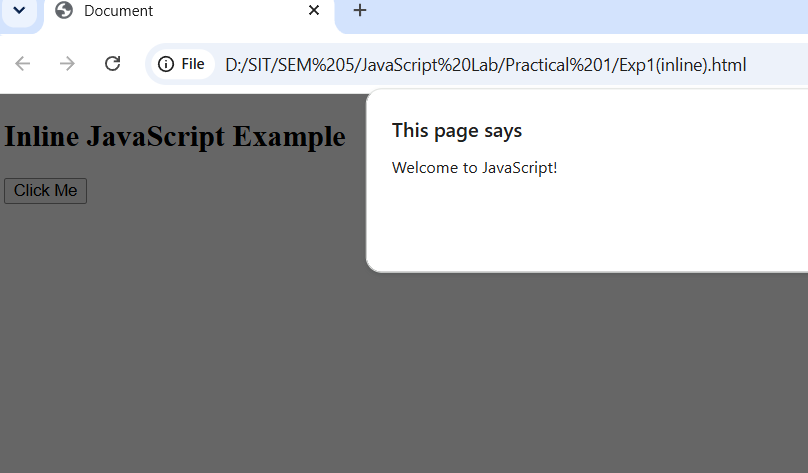 Document
File
D:/SIT/SEM%205/JavaScript%20Lab/Practical%201/Exp1(inline).html
This page says
Inline JavaScript Example
Welcome to JavaScript!
Click Me